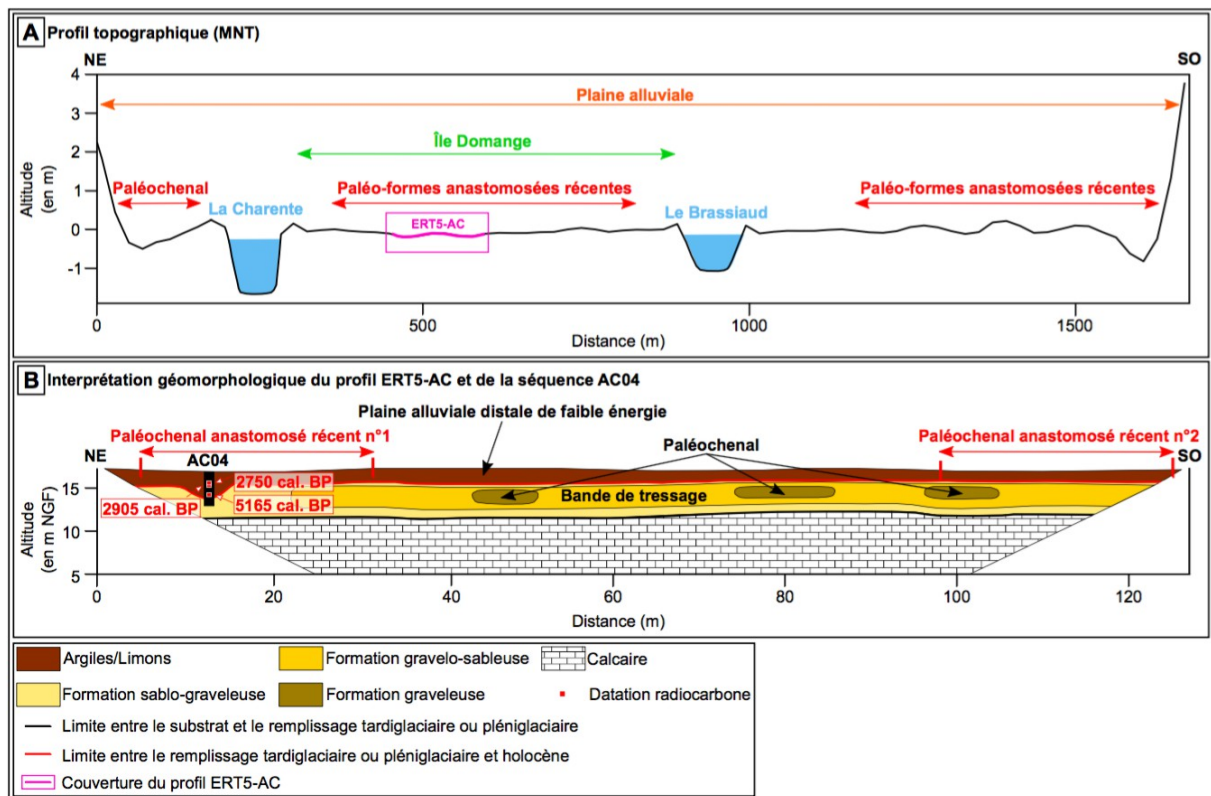 A Profil topographique (MNT)
NE
SO
4
3
2
1
0
-1
Altitude
(en m)
Plaine alluviale
Île Domange
Paléochenal
Paléo-formes anastomosées récentes
Paléo-formes anastomosées récentes
La Charente
ERT5-AC
Le Brassiaud
0 500 1000 1500
Distance (m)
B Interprétation géomorphologique du profil ERT5-AC et de la séquence AC04
Plaine alluviale distale de faible énergie
Paléochenal anastomosé récent n°1
Paléochenal
Paléochenal anastomosé récent n°2
NE
SO
AC04
2750 cal. BP
2905 cal. BP
5165 cal. BP
Bande de tressage
15
10
5
Altitude
(en m NGF)
0 20 40 60 80 100 120
Distance (m)
Argiles/Limons
Formation gravelo-sableuse
Calcaire
Formation sablo-graveleuse
Formation graveleuse
Datation radiocarbone
Limite entre le substrat et le remplissage tardiglaciaire ou pléniglaciaire
Limite entre le remplissage tardiglaciaire ou pléniglaciaire et holocène
Couverture du profil ERT5-AC